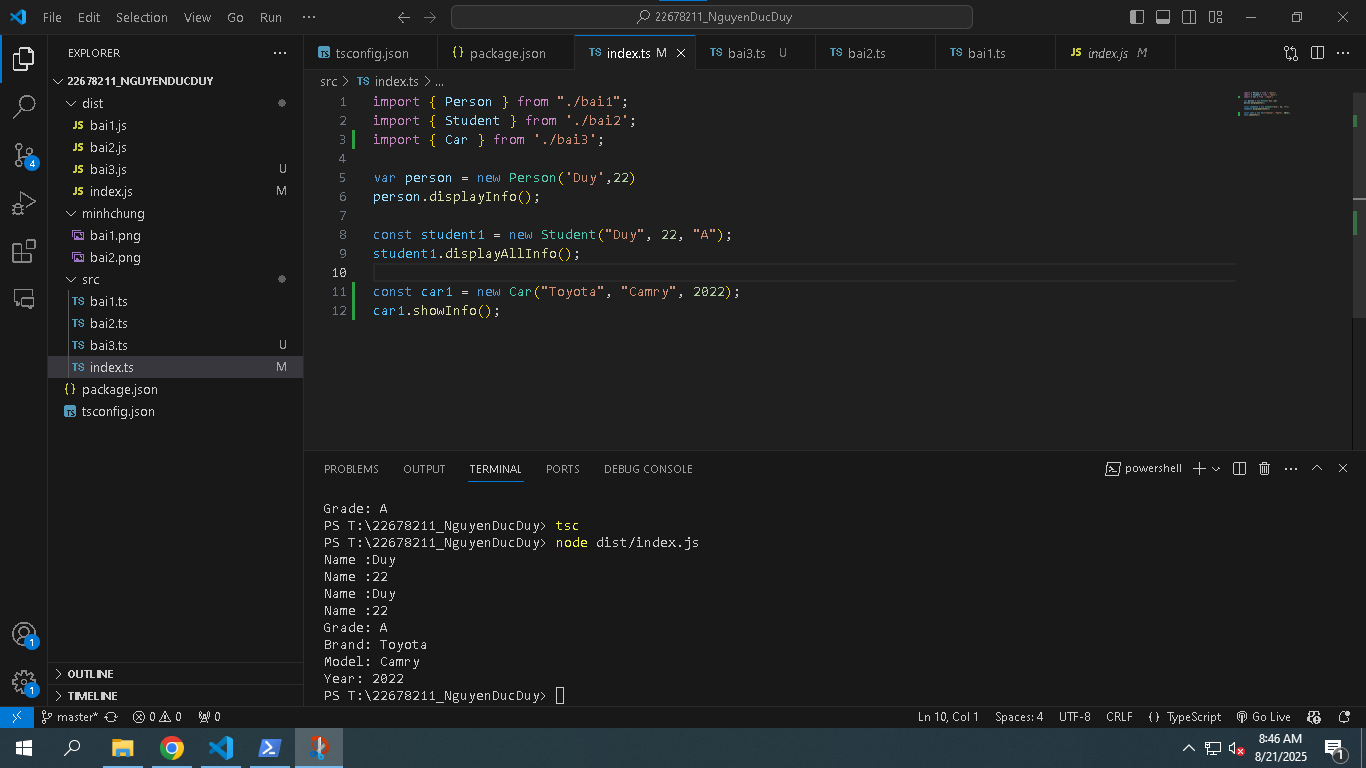 File Edit Selection View Go Run ··· 22678211_NguyenDucDuy
EXPLORER ···
22678211_NGUYENDUCDUY
dist
JS bai1.js
JS bai2.js
JS bai3.js U
JS index.js M
minhchung
bai1.png
bai2.png
src
TS bai1.ts
TS bai2.ts
TS bai3.ts U
TS index.ts M
{} package.json
TS tsconfig.json
OUTLINE
TIMELINE
TS tsconfig.json {} package.json TS index.ts M TS bai3.ts U TS bai2.ts TS bai1.ts JS index.js M ···
src > TS index.ts > ...
1 import { Person } from "./bai1";
2 import { Student } from './bai2';
3 import { Car } from './bai3';
4
5 var person = new Person('Duy',22)
6 person.displayInfo();
7
8 const student1 = new Student("Duy", 22, "A");
9 student1.displayAllInfo();
10
11 const car1 = new Car("Toyota", "Camry", 2022);
12 car1.showInfo();
PROBLEMS OUTPUT TERMINAL PORTS DEBUG CONSOLE powershell ···
Grade: A
PS T:\22678211_NguyenDucDuy> tsc
PS T:\22678211_NguyenDucDuy> node dist/index.js
Name :Duy
Name :22
Name :Duy
Name :22
Grade: A
Brand: Toyota
Model: Camry
Year: 2022
PS T:\22678211_NguyenDucDuy>
4
1
1
master* 0 0 0 Ln 10, Col 1 Spaces: 4 UTF-8 CRLF {} TypeScript Go Live
8:46 AM
8/21/2025
1